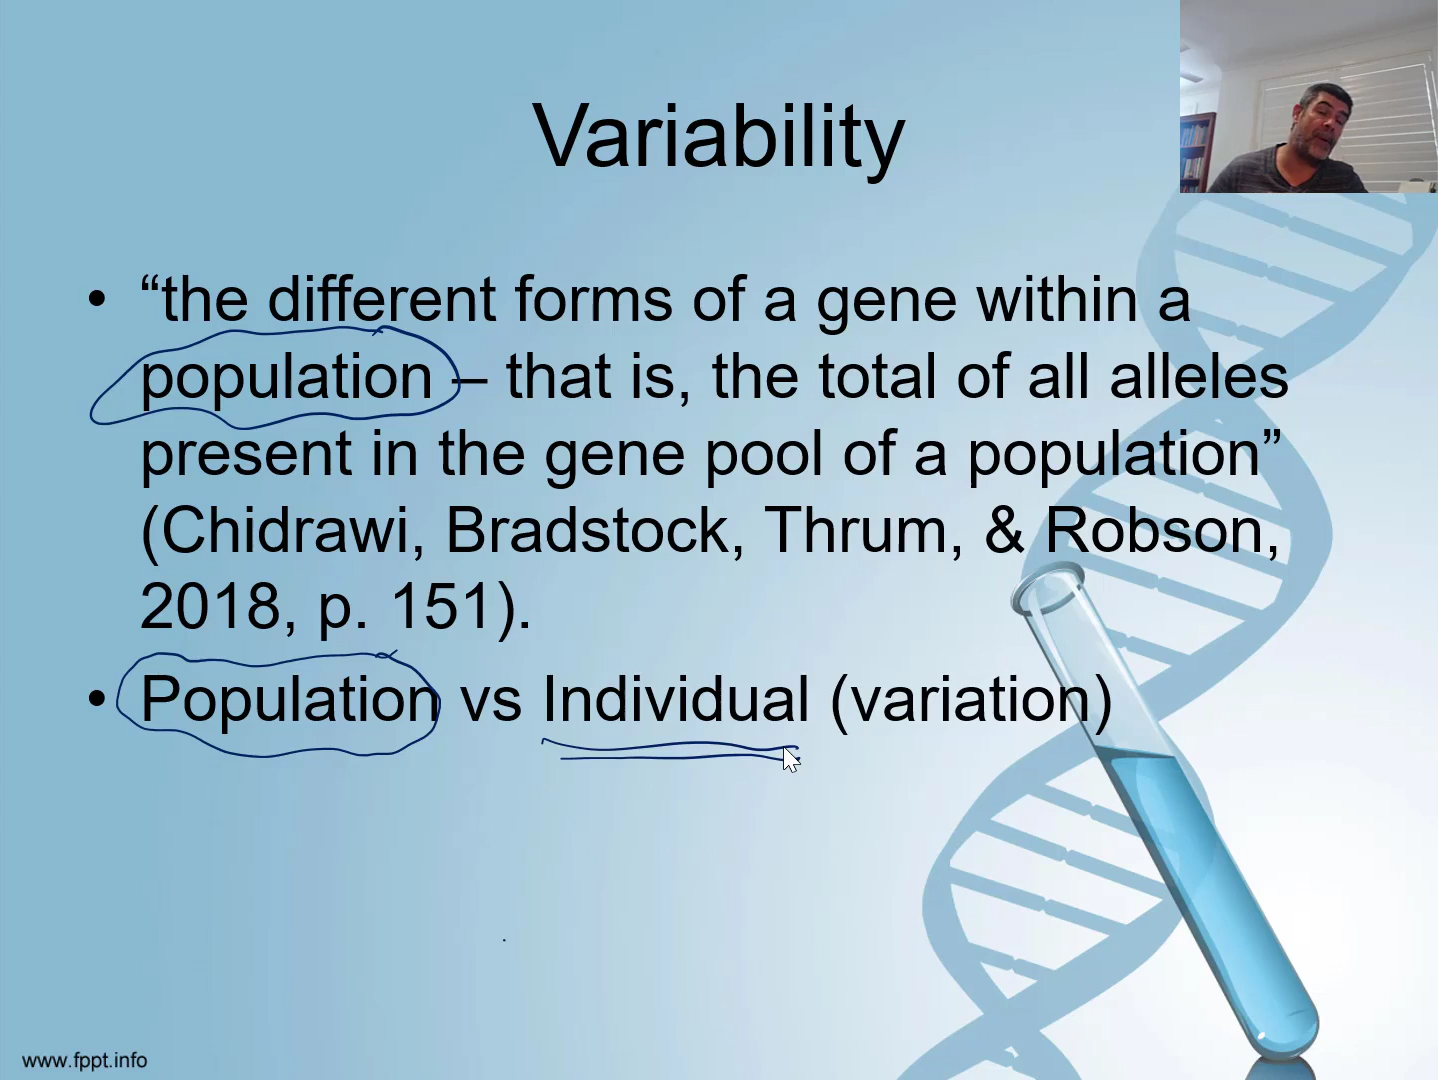 Variability
• “the different forms of a gene within a
population – that is, the total of all alleles
present in the gene pool of a population”
(Chidrawi, Bradstock, Thrum, & Robson,
2018, p. 151).
• Population vs Individual (variation)
www.fppt.info